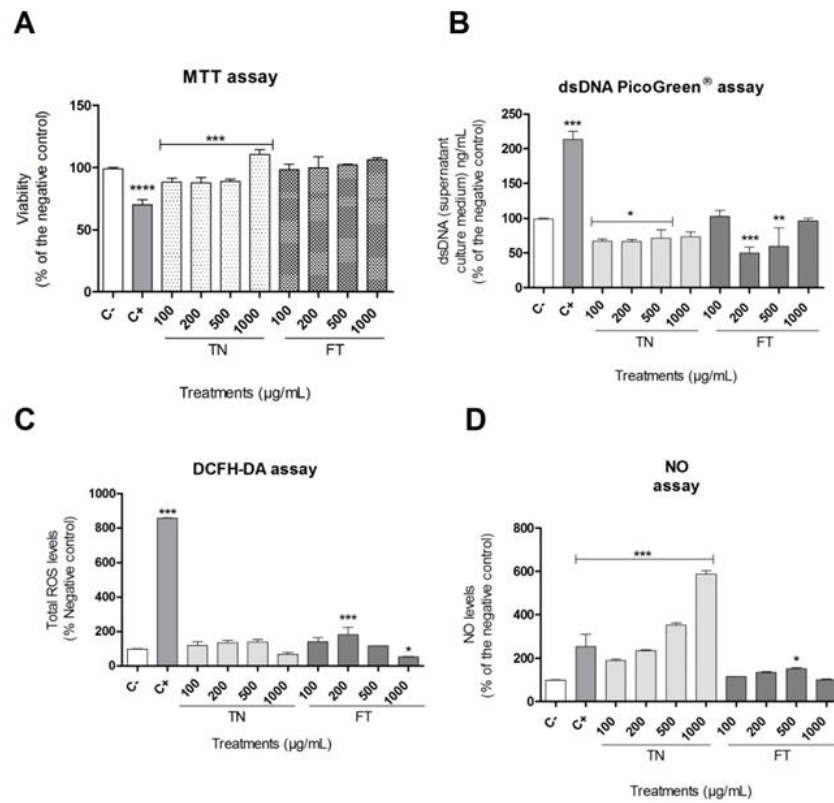 A
MTT assay
Viability
(% of the negative control)
150
100
50
0
***
****
C-
C+
100
200
500
1000
100
200
500
1000
TN
FT
Treatments (µg/mL)
B
dsDNA PicoGreen® assay
dsDNA (supernatant
culture medium) ng/mL
(% of the negative control)
250
200
150
100
50
0
***
*
***
**
C-
C+
100
200
500
1000
100
200
500
1000
TN
FT
Treatments (µg/mL)
C
DCFH-DA assay
Total ROS levels
(% Negative control)
1000
800
600
400
200
0
***
***
*
C-
C+
100
200
500
1000
100
200
500
1000
TN
FT
Treatments (µg/mL)
D
NO
assay
NO levels
(% of the negative control)
800
600
400
200
0
***
*
C-
C+
100
200
500
1000
100
200
500
1000
TN
FT
Treatments (µg/mL)